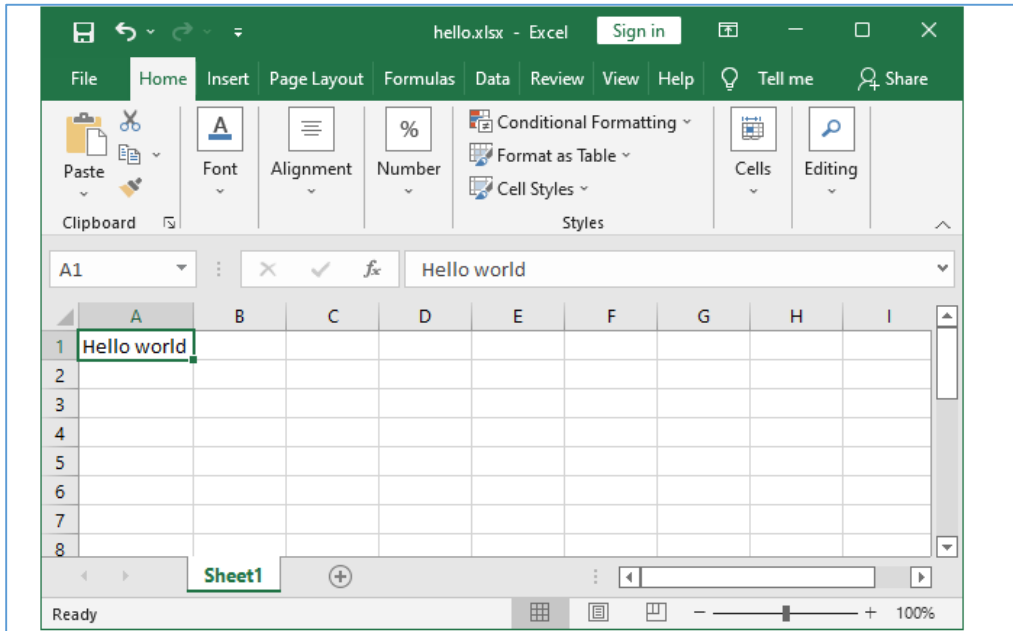 hello.xlsx - Excel Sign in
File Home Insert Page Layout Formulas Data Review View Help Tell me Share
Paste
Clipboard
Font
Alignment
%
Number
Conditional Formatting
Format as Table
Cell Styles
Styles
Cells
Editing
A1 fx Hello world
A B C D E F G H I
1 Hello world
2
3
4
5
6
7
8
Sheet1
Ready 100%